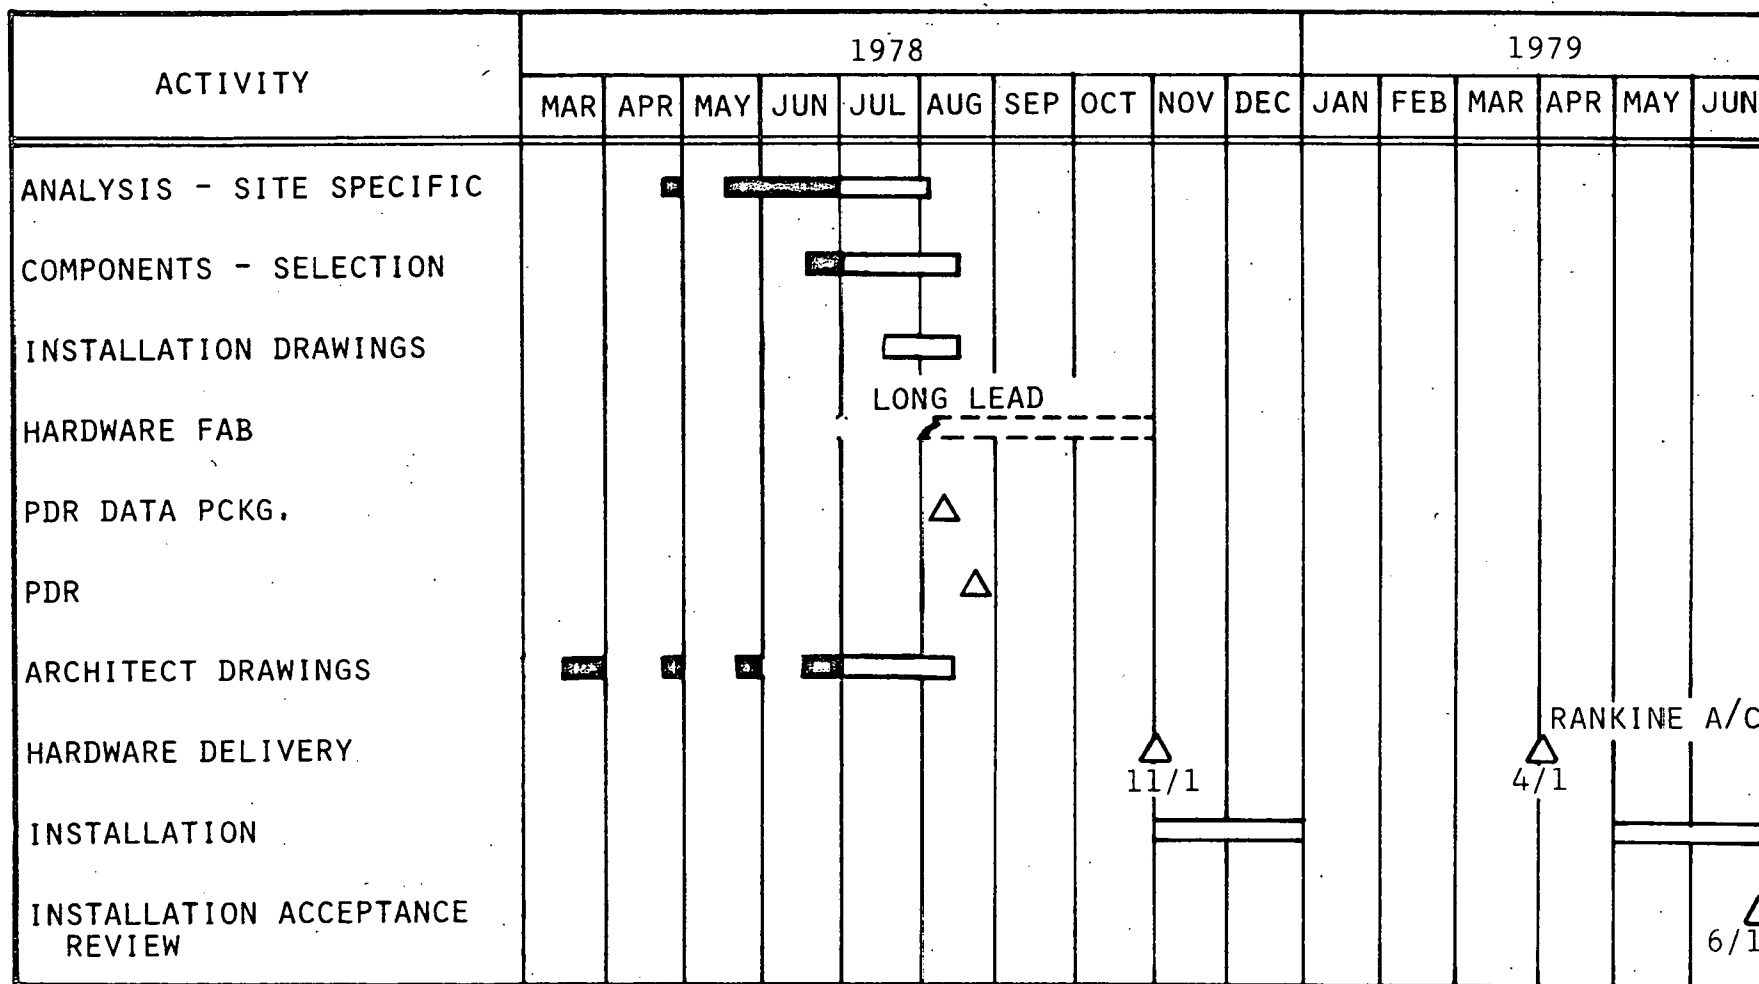 ACTIVITY
1978
1979
MAR APR MAY JUN JUL AUG SEP OCT NOV DEC JAN FEB MAR APR MAY JUN
ANALYSIS - SITE SPECIFIC
COMPONENTS - SELECTION
INSTALLATION DRAWINGS
LONG LEAD
HARDWARE FAB
PDR DATA PCKG.
PDR
ARCHITECT DRAWINGS
RANKINE A/C
HARDWARE DELIVERY
11/1
4/1
INSTALLATION
INSTALLATION ACCEPTANCE
REVIEW
6/1